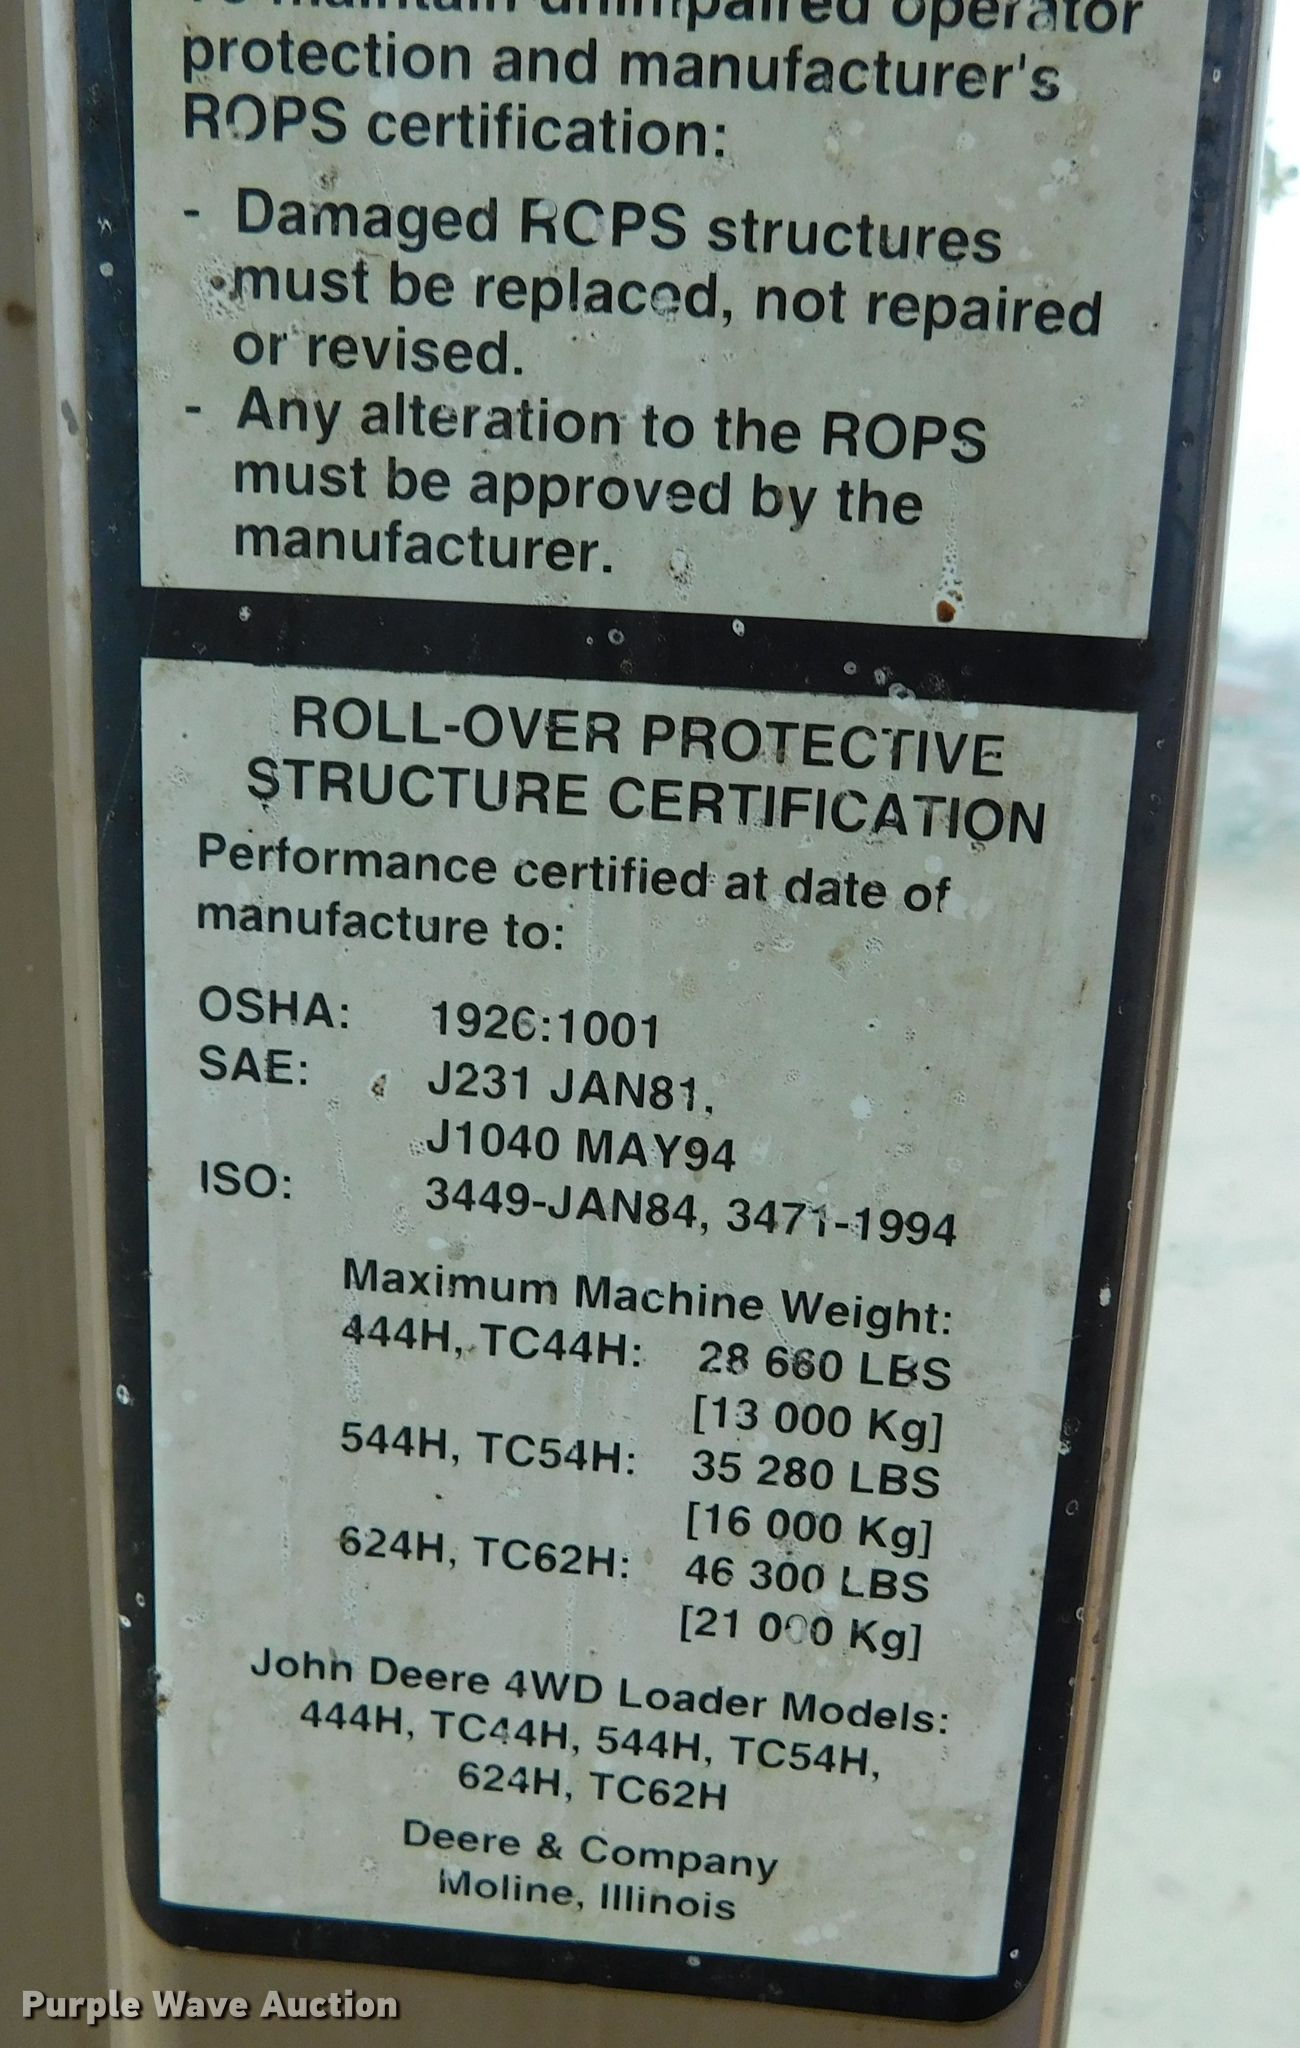 To maintain unimpaired operator
protection and manufacturer's
ROPS certification:
- Damaged ROPS structures
must be replaced, not repaired
or revised.
- Any alteration to the ROPS
must be approved by the
manufacturer.
ROLL-OVER PROTECTIVE
STRUCTURE CERTIFICATION
Performance certified at date of
manufacture to:
OSHA: 1926:1001
SAE: J231 JAN81,
J1040 MAY94
ISO: 3449-JAN84, 3471-1994
Maximum Machine Weight:
444H, TC44H: 28 660 LBS
[13 000 Kg]
544H, TC54H: 35 280 LBS
[16 000 Kg]
624H, TC62H: 46 300 LBS
[21 000 Kg]
John Deere 4WD Loader Models:
444H, TC44H, 544H, TC54H,
624H, TC62H
Deere & Company
Moline, Illinois
Purple Wave Auction